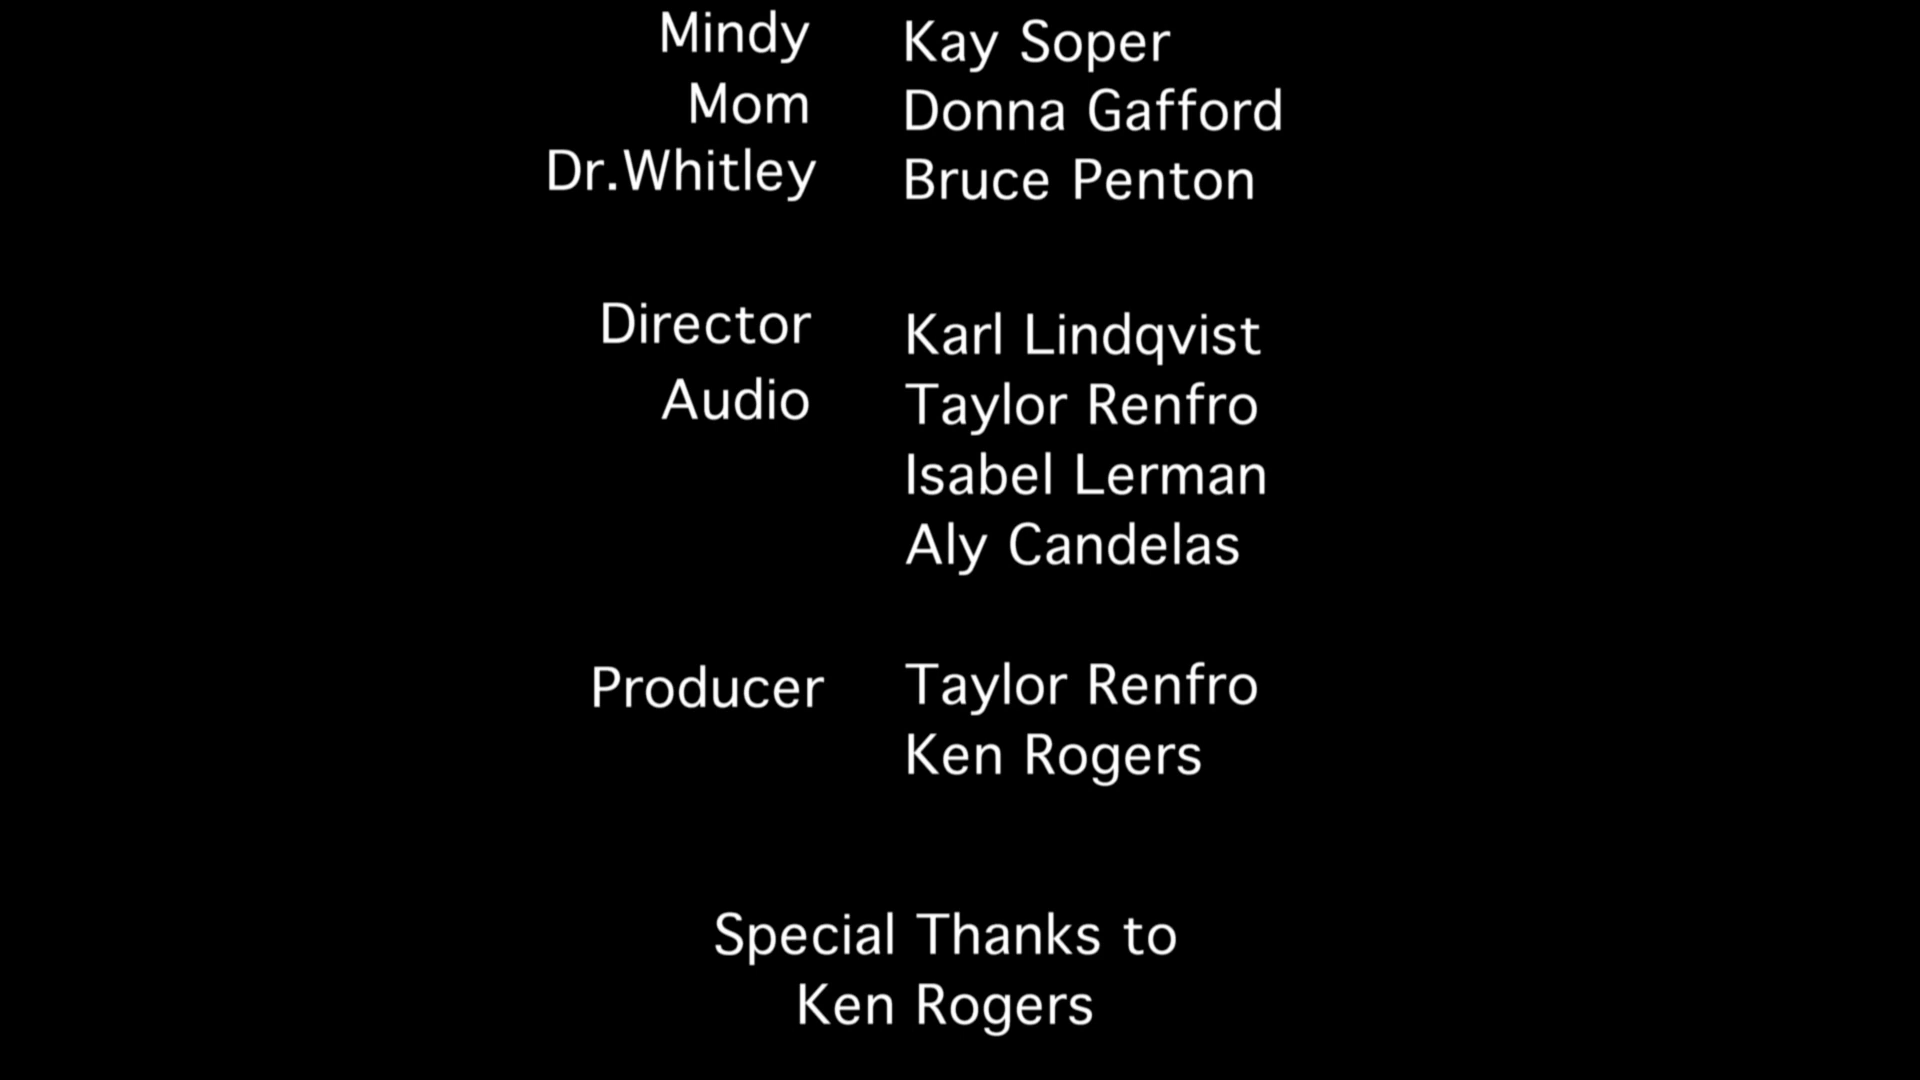 Mindy Kay Soper
Mom Donna Gafford
Dr.Whitley Bruce Penton
Director Karl Lindqvist
Audio Taylor Renfro
Isabel Lerman
Aly Candelas
Producer Taylor Renfro
Ken Rogers
Special Thanks to
Ken Rogers